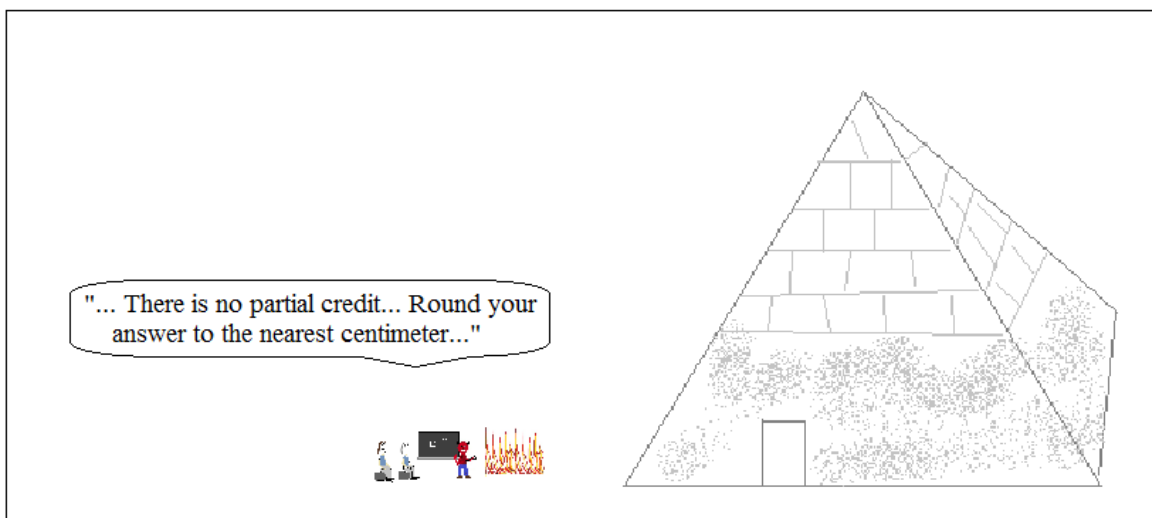 "... There is no partial credit... Round your
answer to the nearest centimeter..."